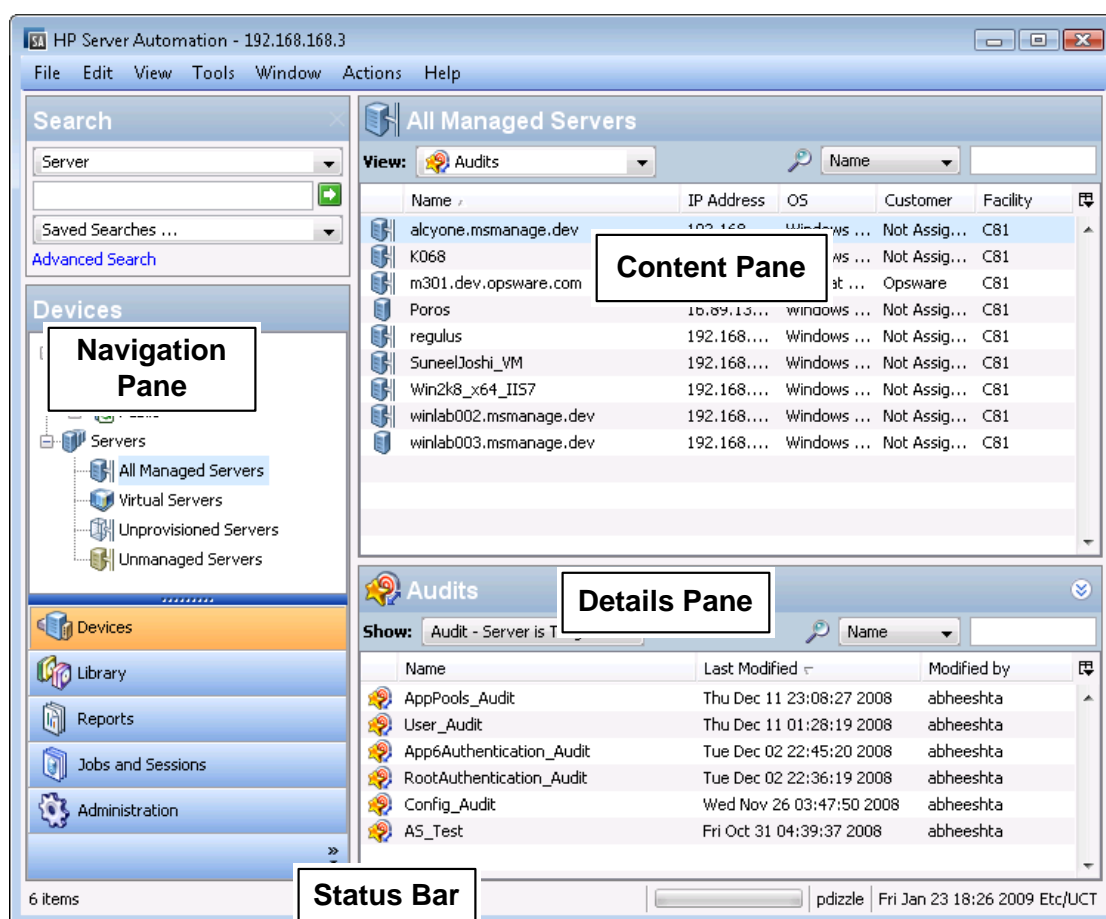 HP Server Automation - 192.168.168.3
File Edit View Tools Window Actions Help
Search
Server
Saved Searches ...
Advanced Search
Devices
Navigation
Pane
Servers
All Managed Servers
Virtual Servers
Unprovisioned Servers
Unmanaged Servers
Devices
Library
Reports
Jobs and Sessions
Administration
All Managed Servers
View: Audits Name
Name IP Address OS Customer Facility
alcyone.msmanage.dev Not Assig... C81
K068 Not Assig... C81
Content Pane
m301.dev.opsware.com Opsware C81
Poros 16.89.13... Windows ... Not Assig... C81
regulus 192.168.... Windows ... Not Assig... C81
SuneelJoshi_VM 192.168.... Windows ... Not Assig... C81
Win2k8_x64_IIS7 192.168.... Windows ... Not Assig... C81
winlab002.msmanage.dev 192.168.... Windows ... Not Assig... C81
winlab003.msmanage.dev 192.168.... Windows ... Not Assig... C81
Audits
Details Pane
Show: Audit - Server is Name
Name Last Modified Modified by
AppPools_Audit Thu Dec 11 23:08:27 2008 abheeshta
User_Audit Thu Dec 11 01:28:19 2008 abheeshta
App6Authentication_Audit Tue Dec 02 22:45:20 2008 abheeshta
RootAuthentication_Audit Tue Dec 02 22:36:19 2008 abheeshta
Config_Audit Wed Nov 26 03:47:50 2008 abheeshta
AS_Test Fri Oct 31 04:39:37 2008 abheeshta
Status Bar
6 items pdizzle Fri Jan 23 18:26 2009 Etc/UCT